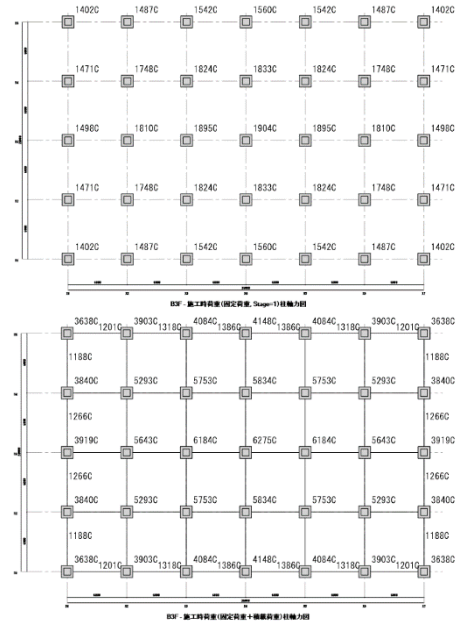 1402C 1487C 1542C 1560C 1542C 1487C 1402C
1471C 1748C 1824C 1833C 1824C 1748C 1471C
1498C 1810C 1895C 1904C 1895C 1810C 1498C
1471C 1748C 1824C 1833C 1824C 1748C 1471C
1402C 1487C 1542C 1560C 1542C 1487C 1402C
B3F - 施工時荷重(固定荷重, Stage-1)柱軸力図
3638C 3903C 4084C 4148C 4084C 3903C 3638C
1201C 1318C 1386C 1386C 1318C 1201C
1188C 1188C
3840C 5293C 5753C 5834C 5753C 5293C 3840C
1266C 1266C
3919C 5643C 6184C 6275C 6184C 5643C 3919C
1266C 1266C
3840C 5293C 5753C 5834C 5753C 5293C 3840C
1188C 1188C
3638C 3903C 4084C 4148C 4084C 3903C 3638C
1201C 1318C 1386C 1386C 1318C 1201C
B3F - 施工時荷重(固定荷重+積載荷重)柱軸力図